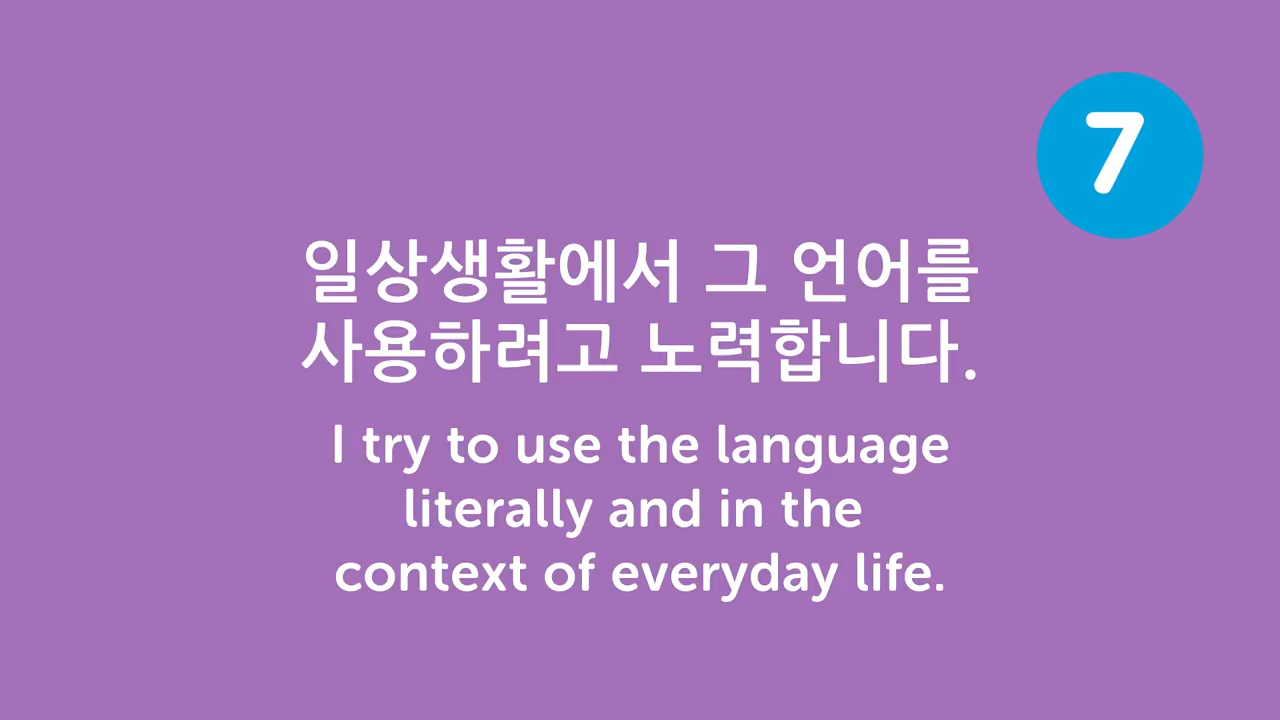 7
일상생활에서 그 언어를
사용하려고 노력합니다.
I try to use the language
literally and in the
context of everyday life.